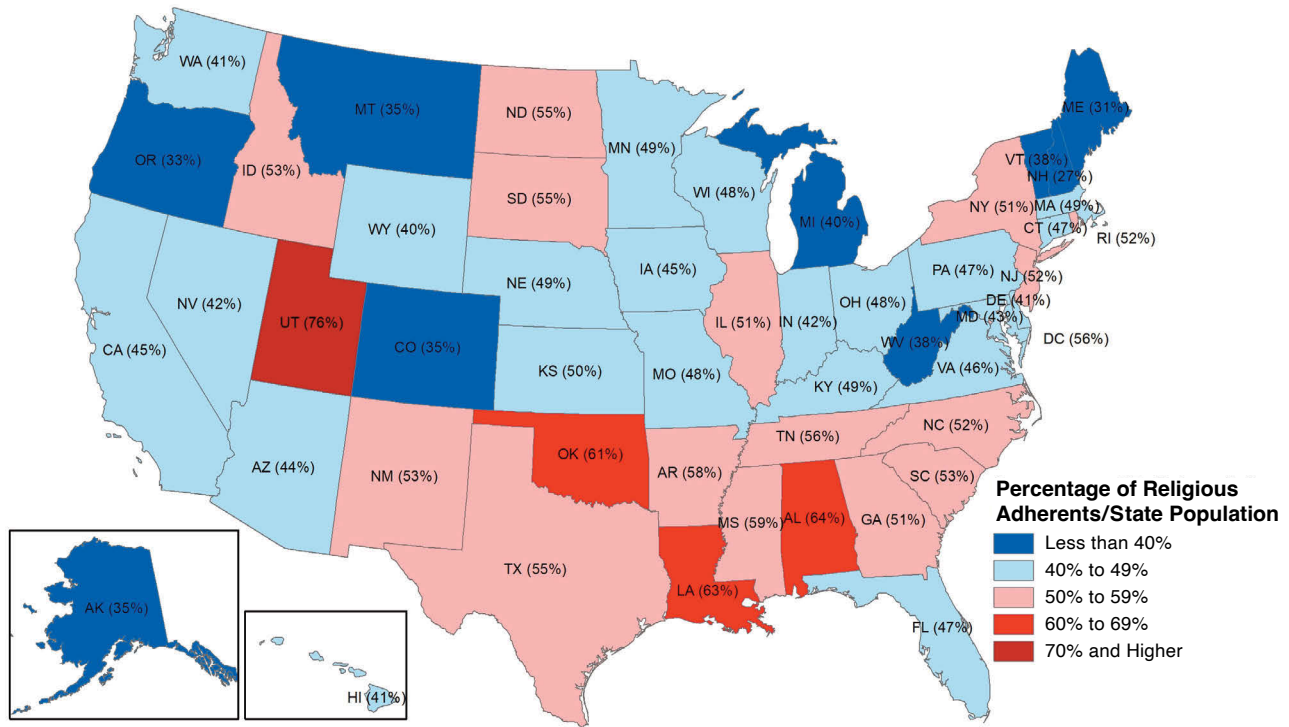 WA (41%)
MT (35%)
ME (31%)
ND (55%)
OR (33%)
MN (49%)
VT (38%)
ID (53%)
NH (27%)
WI (48%)
SD (55%)
NY (51%)
MA (49%)
MI (40%)
WY (40%)
CT (47%)
RI (52%)
IA (45%)
PA (47%)
NJ (52%)
NE (49%)
NV (42%)
OH (48%)
DE (41%)
UT (76%)
IL (51%)
IN (42%)
MD (43%)
CA (45%)
CO (35%)
WV (38%)
DC (56%)
KS (50%)
MO (48%)
VA (46%)
KY (49%)
NC (52%)
TN (56%)
OK (61%)
AZ (44%)
NM (53%)
AR (58%)
SC (53%)
MS (59%)
AL (64%)
GA (51%)
TX (55%)
LA (63%)
FL (47%)
AK (35%)
HI (41%)
Percentage of Religious
Adherents/State Population
Less than 40%
40% to 49%
50% to 59%
60% to 69%
70% and Higher